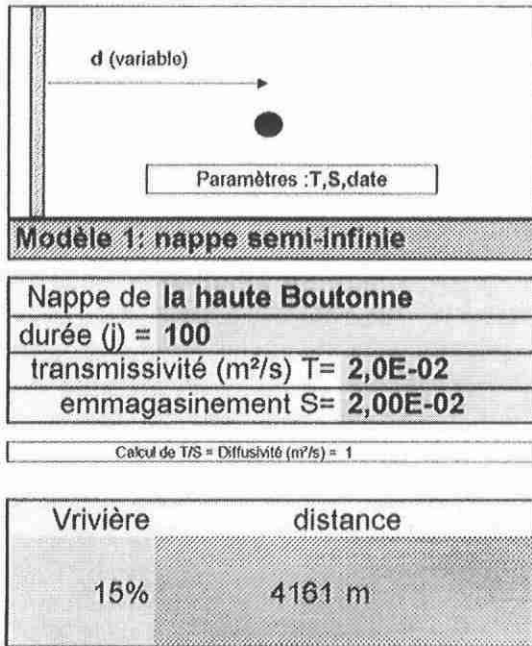 d (variable)
Paramètres :T,S,date
Modèle 1: nappe semi-infinie
Nappe de la haute Boutonne
durée (j) = 100
transmissivité (m²/s) T= 2,0E-02
emmagasinement S= 2,00E-02
Calcul de T/S = Diffusivité (m²/s) = 1
Vrivière distance
15% 4161 m